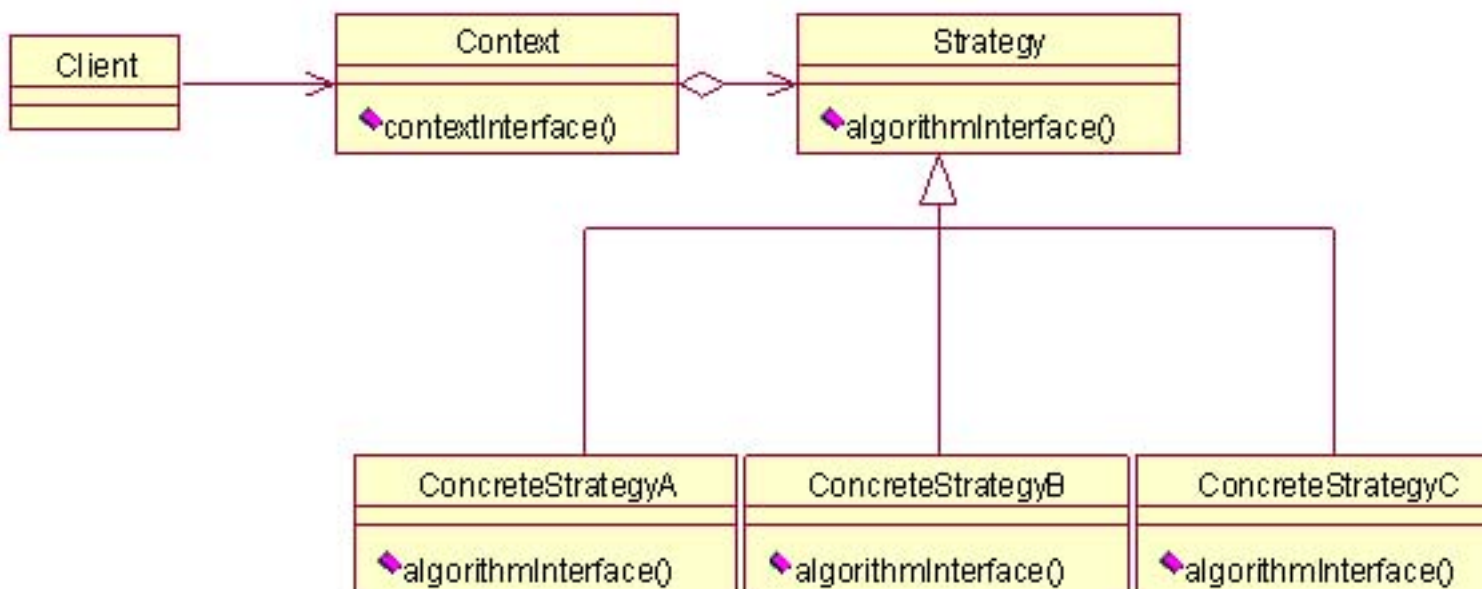 Client
Context
contextInterface()
Strategy
algorithmInterface()
ConcreteStrategyA
algorithmInterface()
ConcreteStrategyB
algorithmInterface()
ConcreteStrategyC
algorithmInterface()